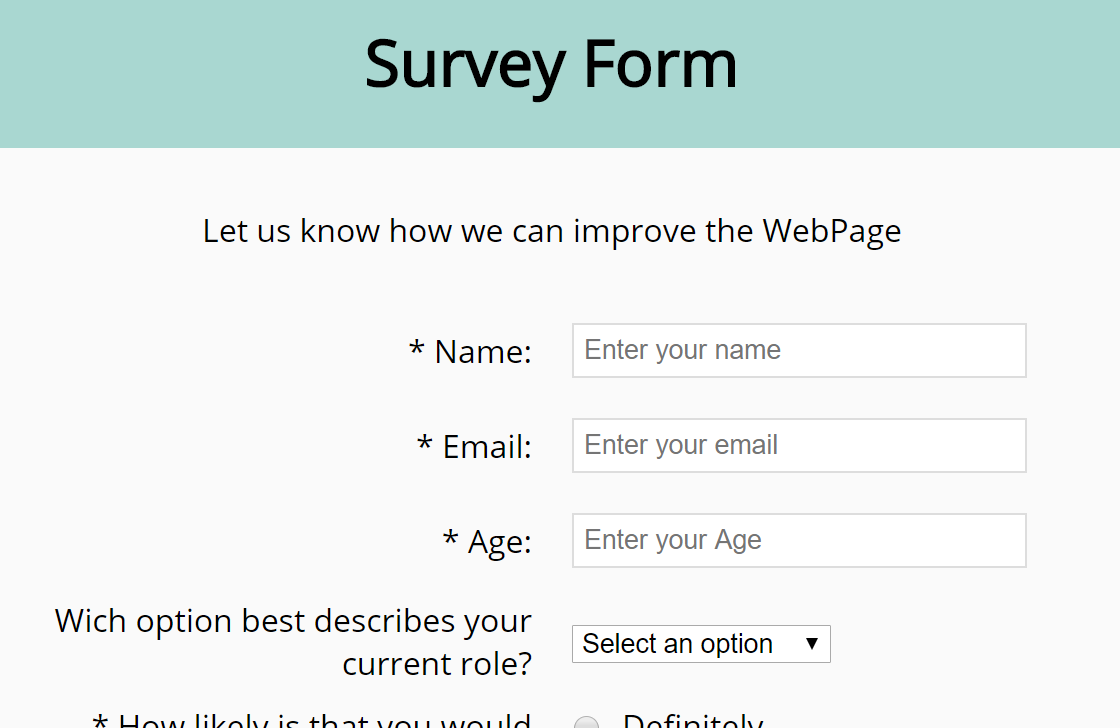 Survey Form
Let us know how we can improve the WebPage
* Name:
Enter your name
* Email:
Enter your email
* Age:
Enter your Age
Wich option best describes your
current role?
Select an option
* How likely is that you would
Definitely